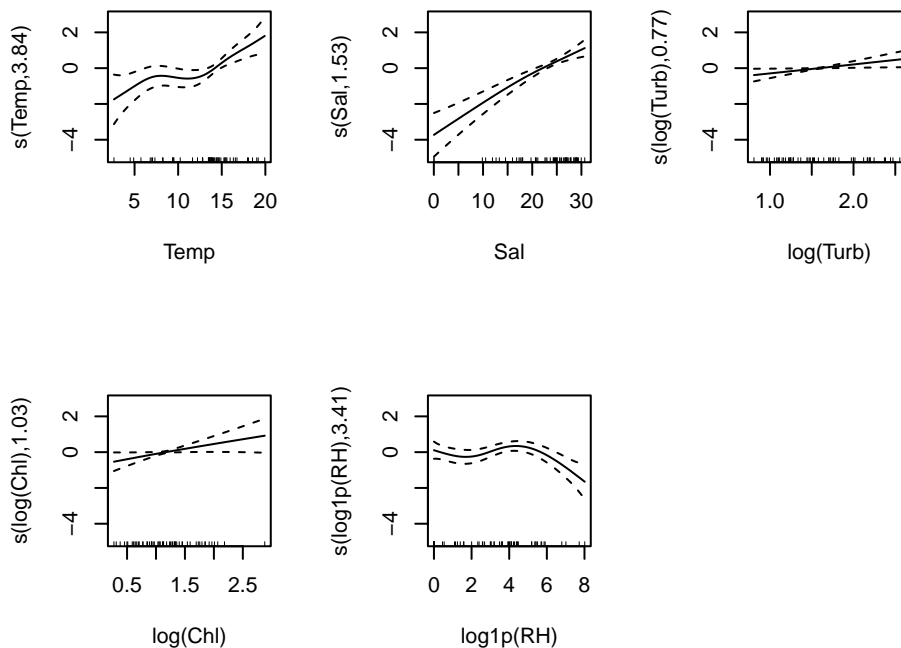 s(Temp,3.84)
2
0
−4
5 10 15 20
Temp
s(Sal,1.53)
2
0
−4
0 10 20 30
Sal
s(log(Turb),0.77)
2
0
−4
1.0 2.0
log(Turb)
s(log(Chl),1.03)
2
0
−4
0.5 1.5 2.5
log(Chl)
s(log1p(RH),3.41)
2
0
−4
0 2 4 6 8
log1p(RH)